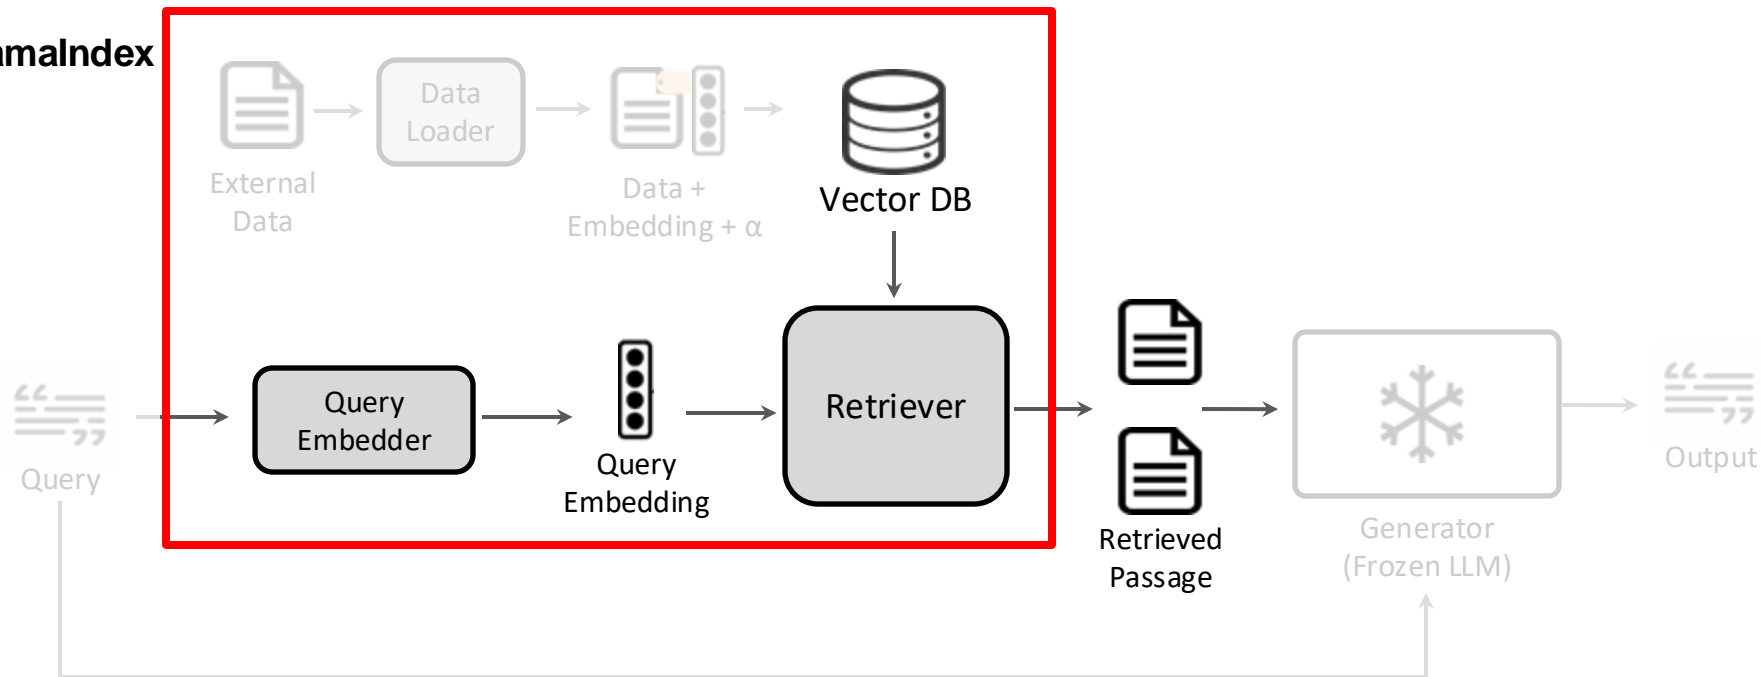 amaIndex
Data
Loader
External
Data
Data +
Embedding + α
Vector DB
Query
Query
Embedder
Query
Embedding
Retriever
Retrieved
Passage
Generator
(Frozen LLM)
Output